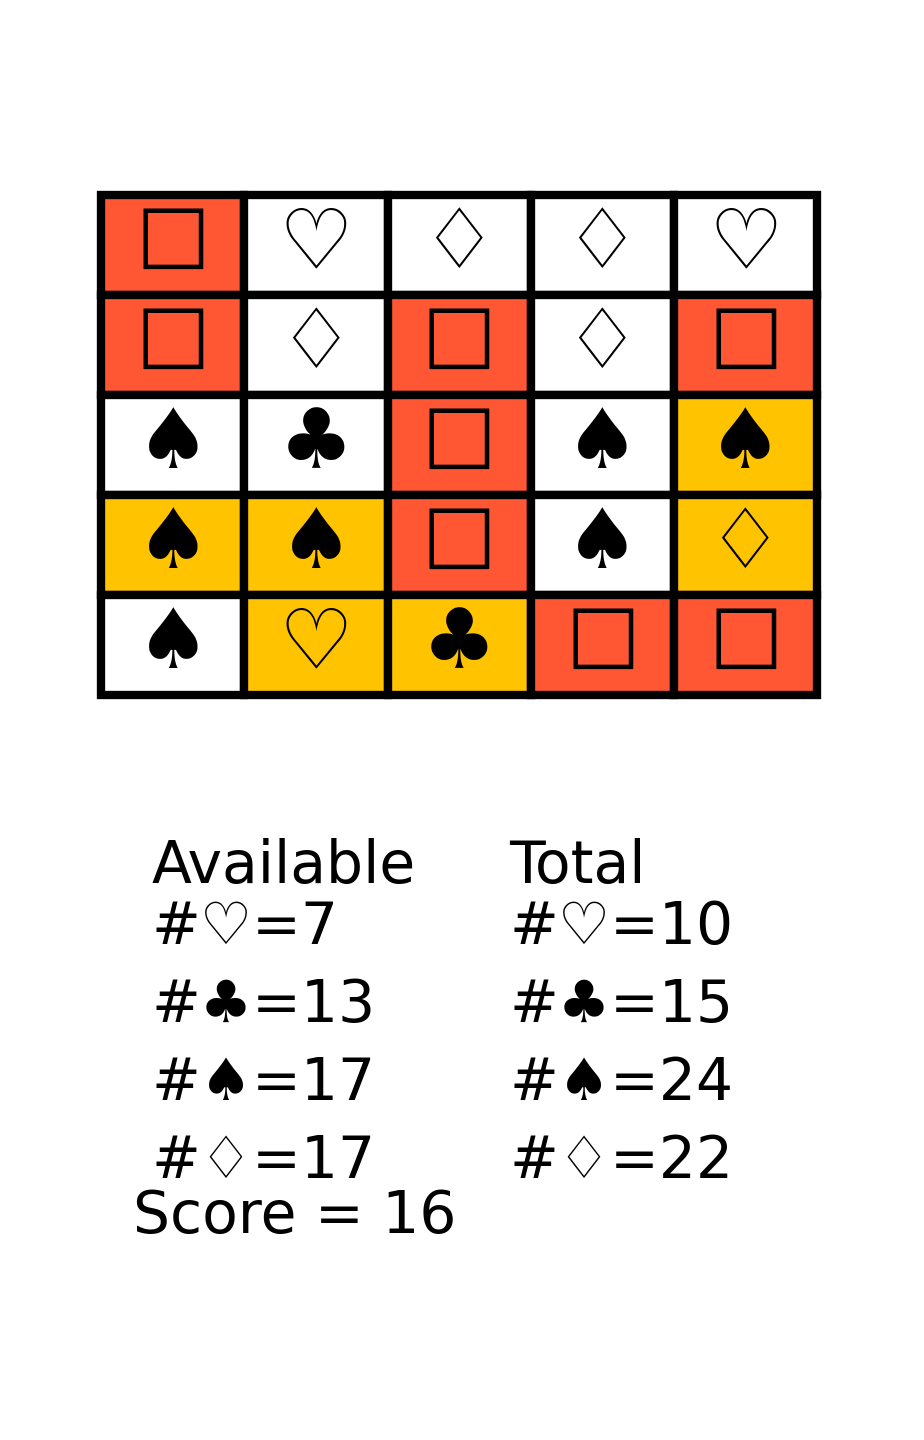 □ ♡ ♢ ♢ ♡
□ ♢ □ ♢ □
♠ ♣ □ ♠ ♠
♠ ♠ □ ♠ ♢
♠ ♡ ♣ □ □
Available Total
#♡=7 #♡=10
#♣=13 #♣=15
#♠=17 #♠=24
#♢=17 #♢=22
Score = 16